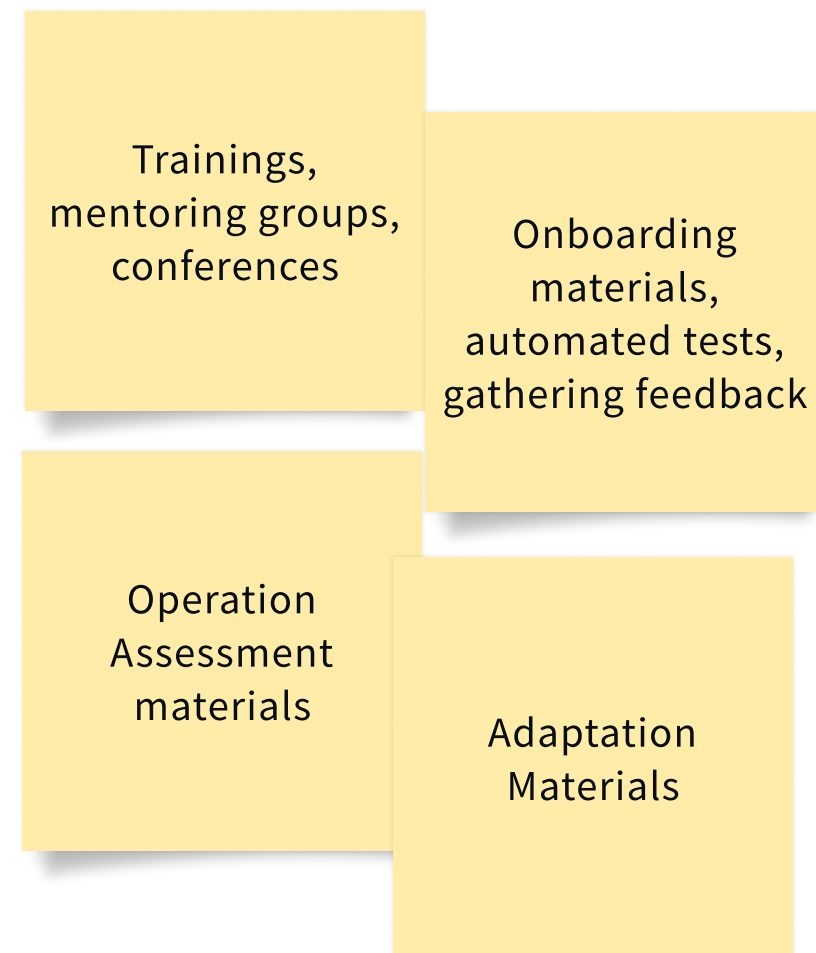 Trainings,
mentoring groups,
conferences
Onboarding
materials,
automated tests,
gathering feedback
Operation
Assessment
materials
Adaptation
Materials